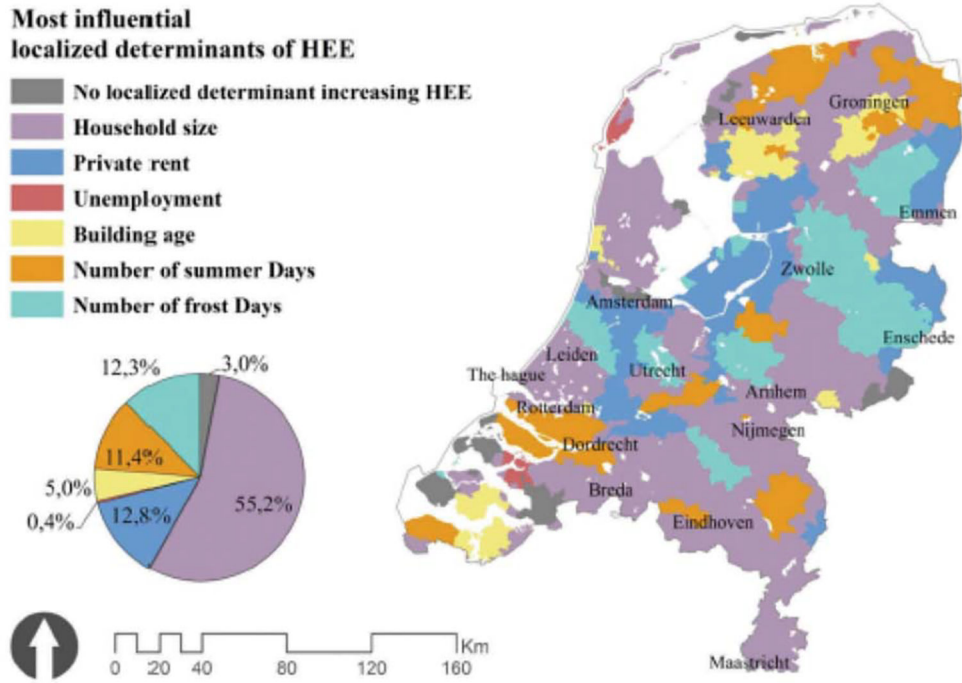 Most influential
localized determinants of HEE
No localized determinant increasing HEE
Household size
Private rent
Unemployment
Building age
Number of summer Days
Number of frost Days
12,3%
3,0%
11,4%
5,0%
0,4%
12,8%
55,2%
0 20 40 80 120 160
Km
Groningen
Leeuwarden
Emmen
Zwolle
Amsterdam
Enschede
Leiden
Utrecht
The hague
Arnhem
Rotterdam
Nijmegen
Dordrecht
Breda
Eindhoven
Maastricht